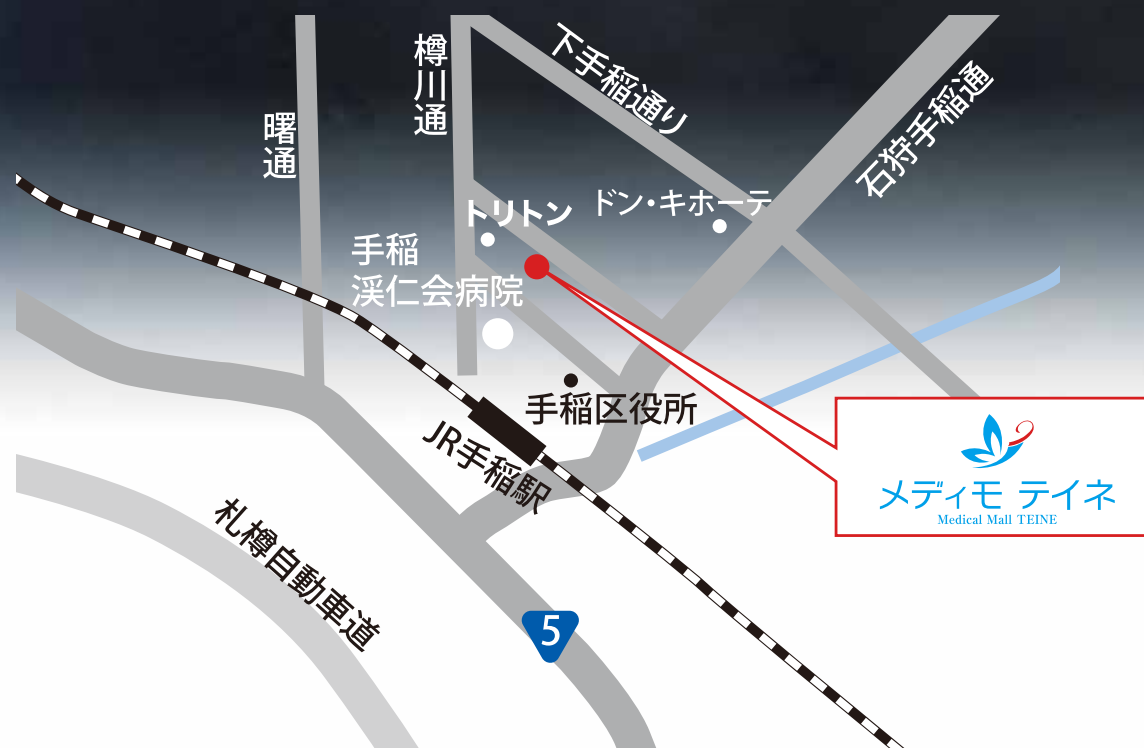 下手稲通り
樽川通
石狩手稲通
曙通
ドン・キホーテ
トリトン
手稲
渓仁会病院
手稲区役所
JR手稲駅
メディモ テイネ
Medical Mall TEINE
札樽自動車道
5